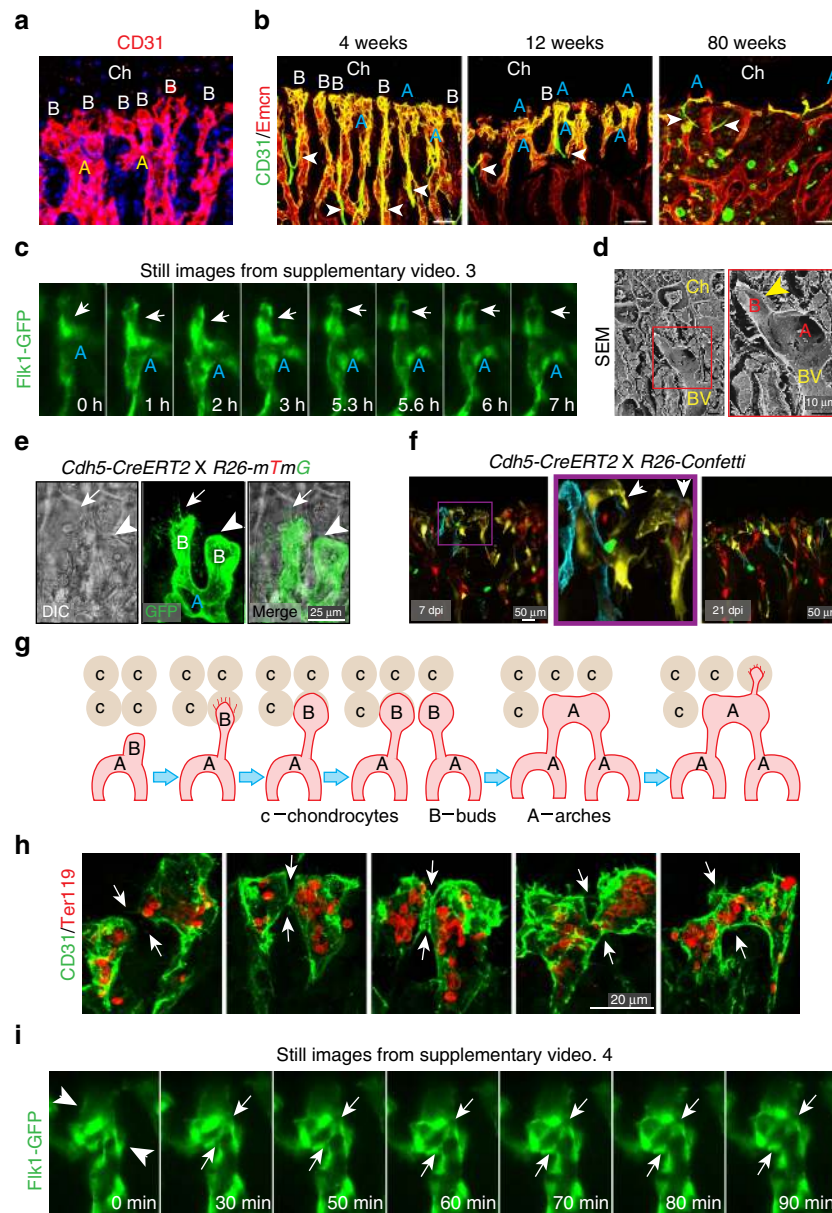 a
CD31
Ch
B B B B B B
A A
b
4 weeks 12 weeks 80 weeks
CD31/Emcn
B Ch A
B BB B B
A A
Ch
B A
A A
A A
A A
Ch
c
Still images from supplementary video. 3
Flk1-GFP
A A A A A A A A
0 h 1 h 2 h 3 h 5.3 h 5.6 h 6 h 7 h
d
SEM
Ch
BV
B
A
BV
10 μm
e
Cdh5-CreERT2 X R26-mTmG
B B
A
DIC GFP Merge 25 μm
f
Cdh5-CreERT2 X R26-Confetti
7 dpi 50 μm 21 dpi 50 μm
g
c c c c c c c c c c c c c c c
c c c B c B c B B c A c A
B
A A A A A A A A A
c–chondrocytes B–buds A–arches
h
CD31/Ter119
20 μm
i
Still images from supplementary video. 4
Flk1-GFP
0 min 30 min 50 min 60 min 70 min 80 min 90 min